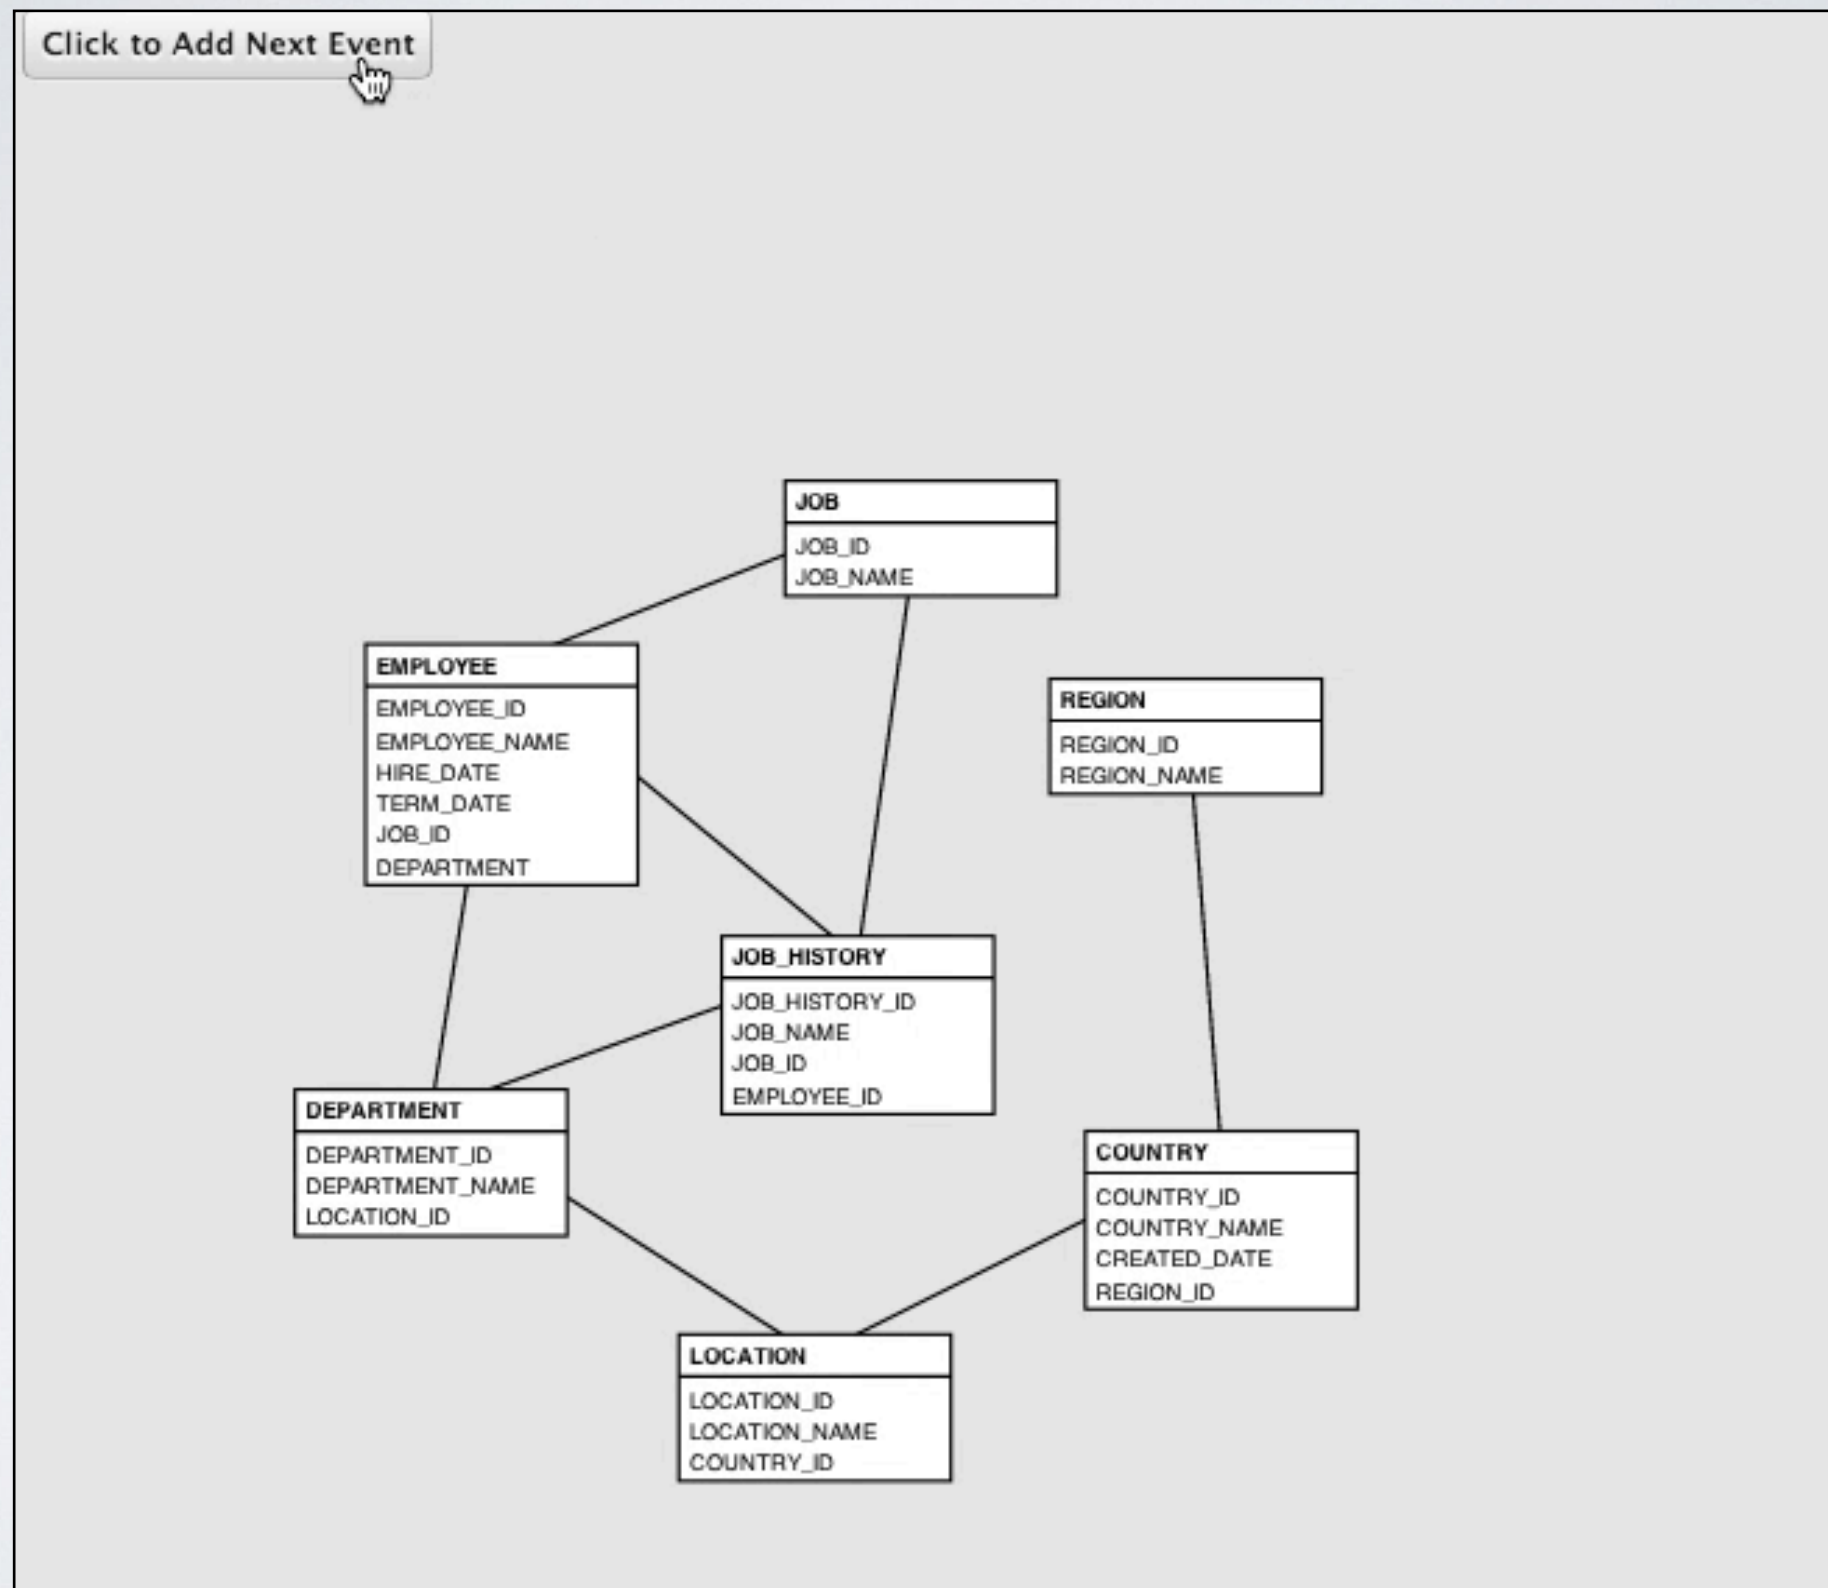 Click to Add Next Event
JOB
JOB_ID
JOB_NAME
EMPLOYEE
EMPLOYEE_ID
EMPLOYEE_NAME
HIRE_DATE
TERM_DATE
JOB_ID
DEPARTMENT
REGION
REGION_ID
REGION_NAME
JOB_HISTORY
JOB_HISTORY_ID
JOB_NAME
JOB_ID
EMPLOYEE_ID
DEPARTMENT
DEPARTMENT_ID
DEPARTMENT_NAME
LOCATION_ID
COUNTRY
COUNTRY_ID
COUNTRY_NAME
CREATED_DATE
REGION_ID
LOCATION
LOCATION_ID
LOCATION_NAME
COUNTRY_ID